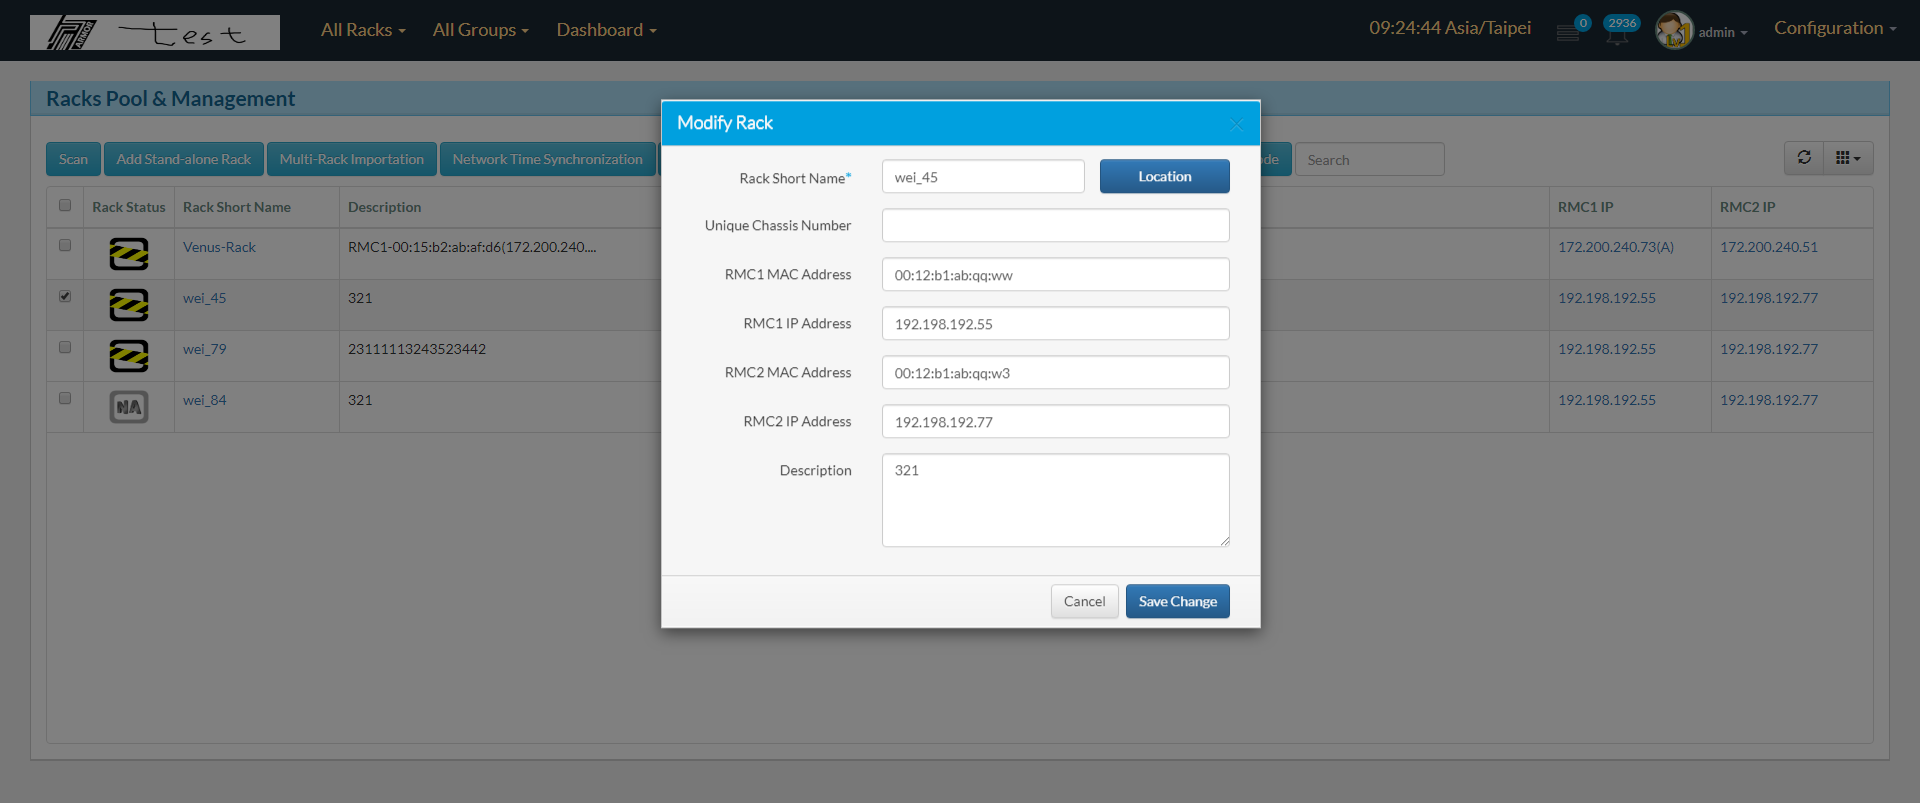 ARMOR test All Racks All Groups Dashboard 09:24:44 Asia/Taipei 0 2936 admin Configuration
Racks Pool & Management
Scan Add Stand-alone Rack Multi-Rack Importation Network Time Synchronization Search
Rack Status Rack Short Name Description RMC1 IP RMC2 IP
Venus-Rack RMC1-00:15:b2:ab:af:d6(172.200.240.... 172.200.240.73(A) 172.200.240.51
wei_45 321 192.198.192.55 192.198.192.77
wei_79 23111113243523442 192.198.192.55 192.198.192.77
NA wei_84 321 192.198.192.55 192.198.192.77
Modify Rack
Rack Short Name* wei_45 Location
Unique Chassis Number
RMC1 MAC Address 00:12:b1:ab:qq:ww
RMC1 IP Address 192.198.192.55
RMC2 MAC Address 00:12:b1:ab:qq:w3
RMC2 IP Address 192.198.192.77
Description 321
Cancel Save Change